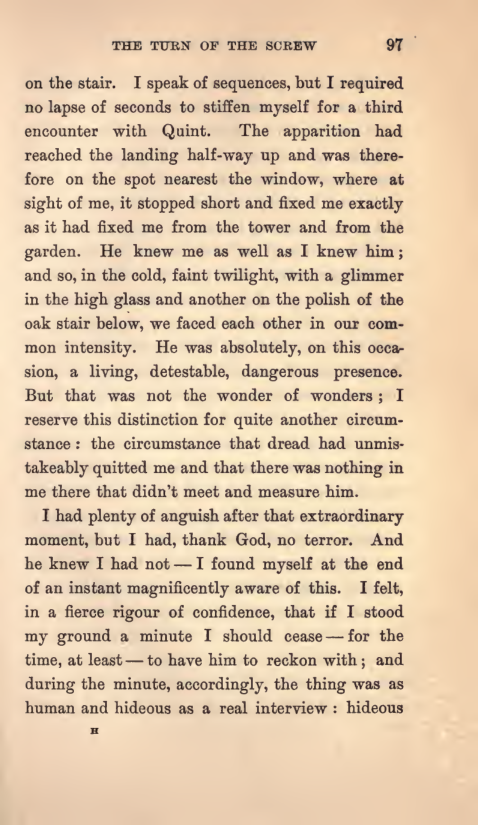 THE TURN OF THE SCREW 97
on the stair. I speak of sequences, but I required
no lapse of seconds to stiffen myself for a third
encounter with Quint. The apparition had
reached the landing half-way up and was there-
fore on the spot nearest the window, where at
sight of me, it stopped short and fixed me exactly
as it had fixed me from the tower and from the
garden. He knew me as well as I knew him;
and so, in the cold, faint twilight, with a glimmer
in the high glass and another on the polish of the
oak stair below, we faced each other in our com-
mon intensity. He was absolutely, on this occa-
sion, a living, detestable, dangerous presence.
But that was not the wonder of wonders; I
reserve this distinction for quite another circum-
stance: the circumstance that dread had unmis-
takeably quitted me and that there was nothing in
me there that didn't meet and measure him.
I had plenty of anguish after that extraordinary
moment, but I had, thank God, no terror. And
he knew I had not — I found myself at the end
of an instant magnificently aware of this. I felt,
in a fierce rigour of confidence, that if I stood
my ground a minute I should cease — for the
time, at least — to have him to reckon with; and
during the minute, accordingly, the thing was as
human and hideous as a real interview: hideous
H